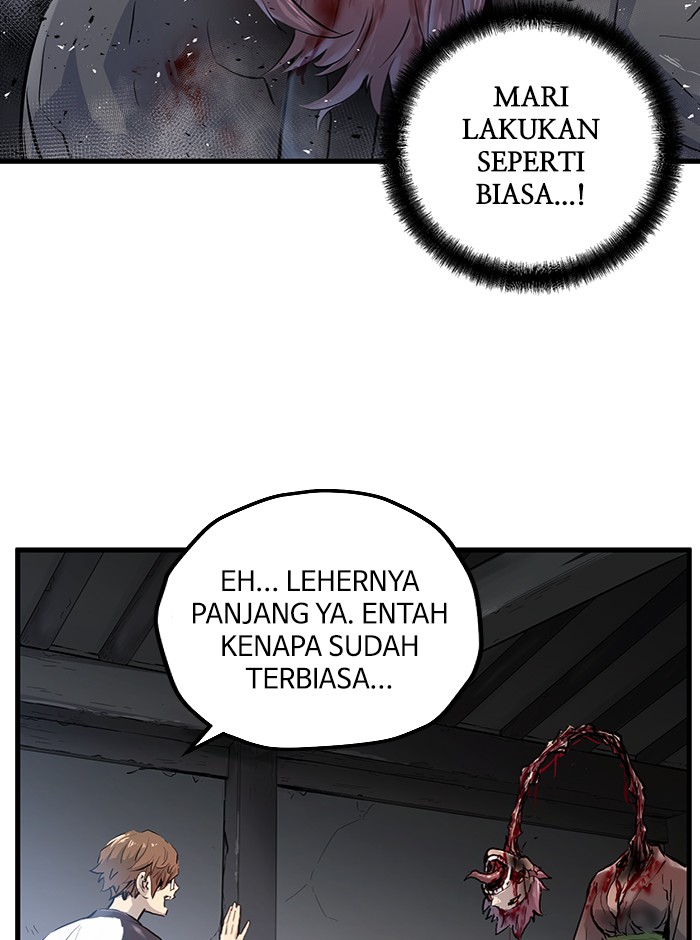 MARI
LAKUKAN
SEPERTI
BIASA...!
EH... LEHERNYA
PANJANG YA. ENTAH
KENAPA SUDAH
TERBIASA...